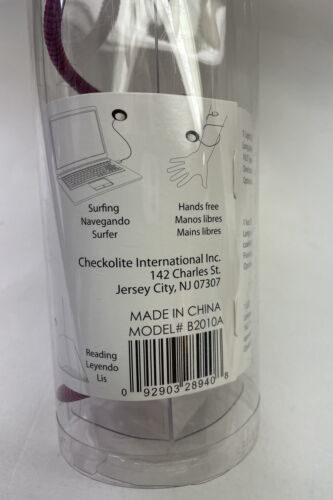 Surfing
Navegando
Surfer
Hands free
Manos libres
Mains libres
Checkolite International Inc.
142 Charles St.
Jersey City, NJ 07307
MADE IN CHINA
MODEL# B2010A
Reading
Leyendo
Lis
0 92903 28940 8